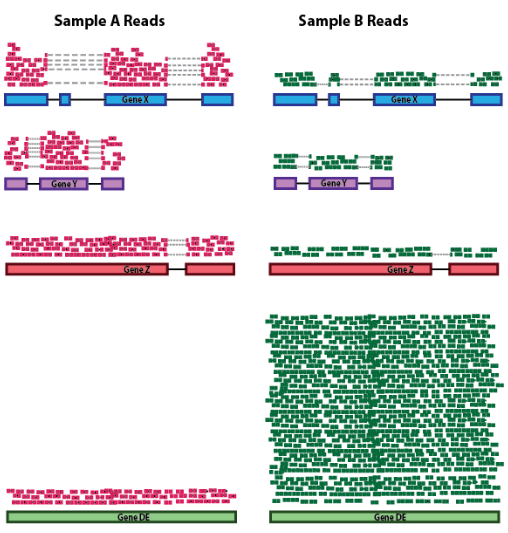 Sample A Reads
Sample B Reads
Gene X
Gene X
Gene Y
Gene Y
Gene Z
Gene Z
Gene DE
Gene DE